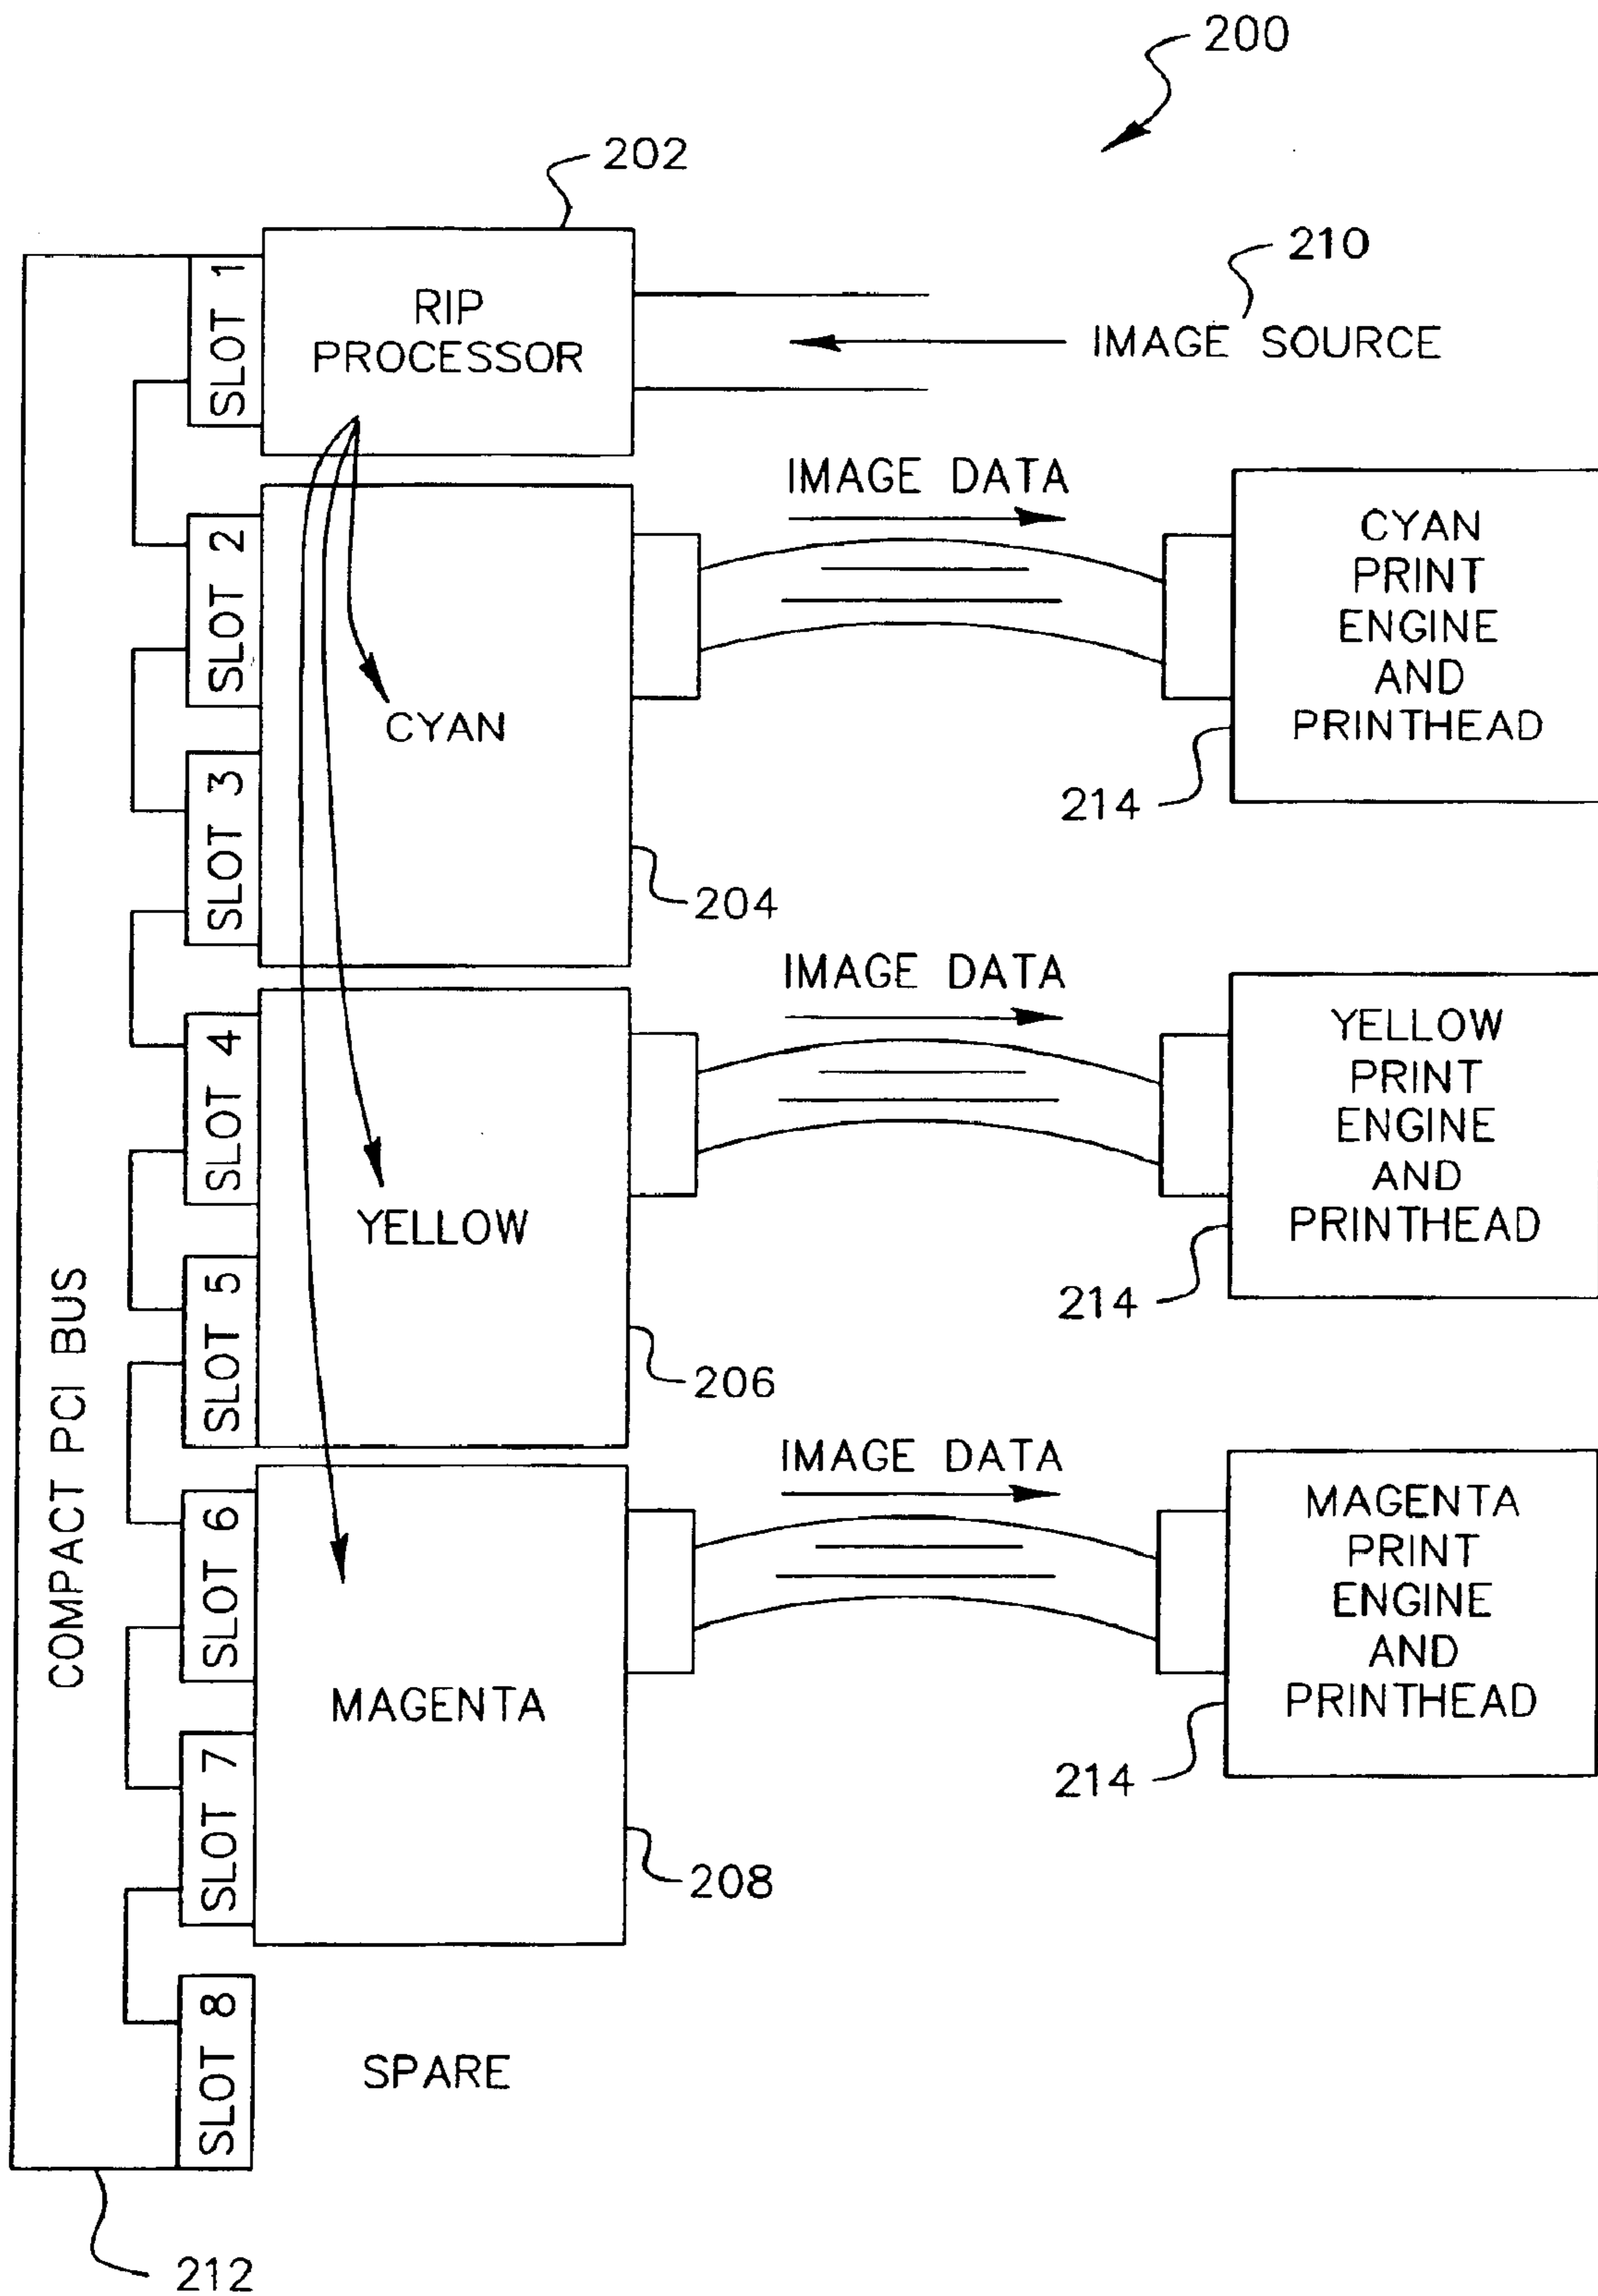 200
202
210
SLOT 1
RIP
PROCESSOR
IMAGE SOURCE
IMAGE DATA
SLOT 2
CYAN
PRINT
ENGINE
AND
PRINTHEAD
CYAN
214
SLOT 3
204
IMAGE DATA
SLOT 4
YELLOW
PRINT
ENGINE
AND
PRINTHEAD
YELLOW
214
SLOT 5
206
COMPACT PCI BUS
IMAGE DATA
SLOT 6
MAGENTA
PRINT
ENGINE
AND
PRINTHEAD
MAGENTA
214
SLOT 7
208
SLOT 8
SPARE
212